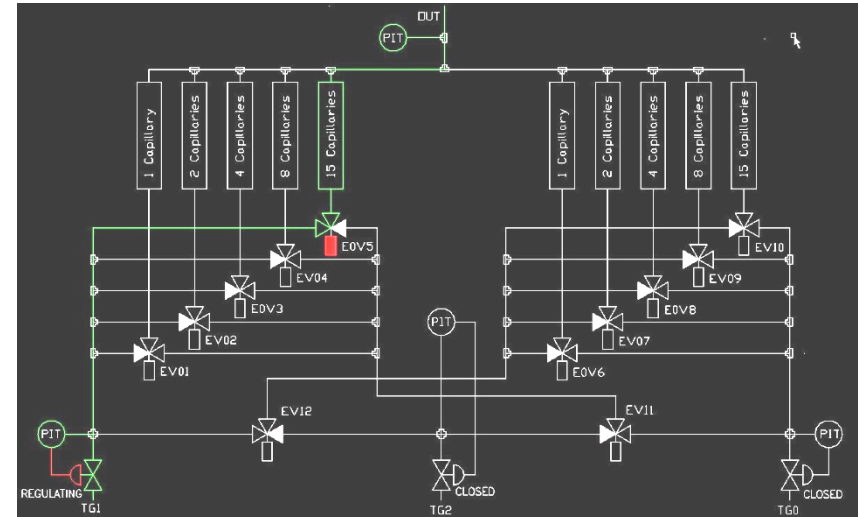 OUT
PIT
1 Capillary
2 Capillaries
4 Capillaries
8 Capillaries
15 Capillaries
1 Capillary
2 Capillaries
4 Capillaries
8 Capillaries
15 Capillaries
EOV5
EV10
EV04
EV09
EOV3
EOV8
PIT
EV02
EV07
EV01
EOV6
EV12
EV11
PIT
PIT
REGULATING
CLOSED
CLOSED
TG1
TG2
TG0